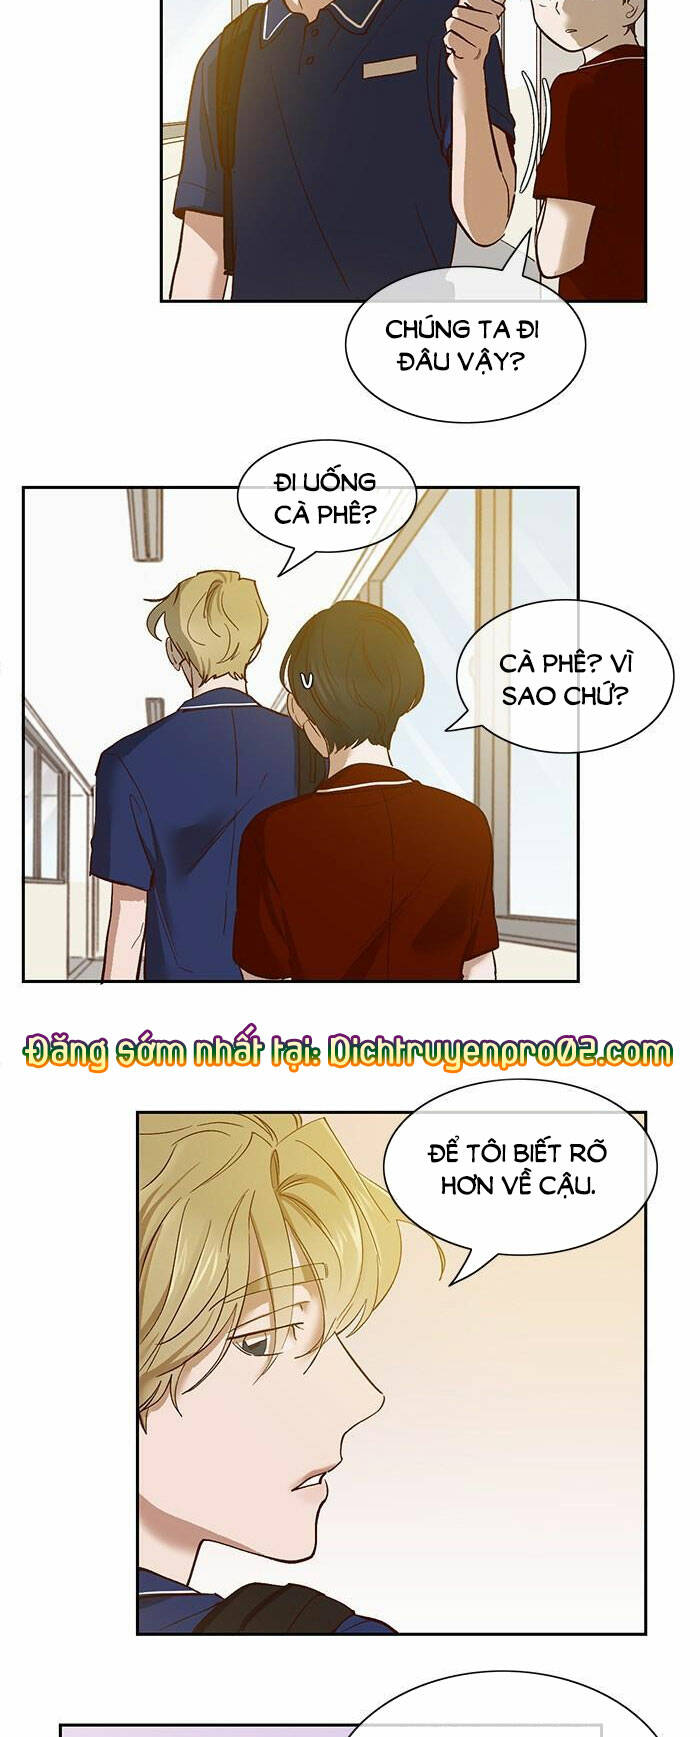 CHÚNG TA ĐI
ĐÂU VẬY?
ĐI UỐNG
CÀ PHÊ?
CÀ PHÊ? VÌ
SAO CHỨ?
Đăng sớm nhất tại: Dichtruyenpro02.com
ĐỂ TÔI BIẾT RÕ
HƠN VỀ CẬU.